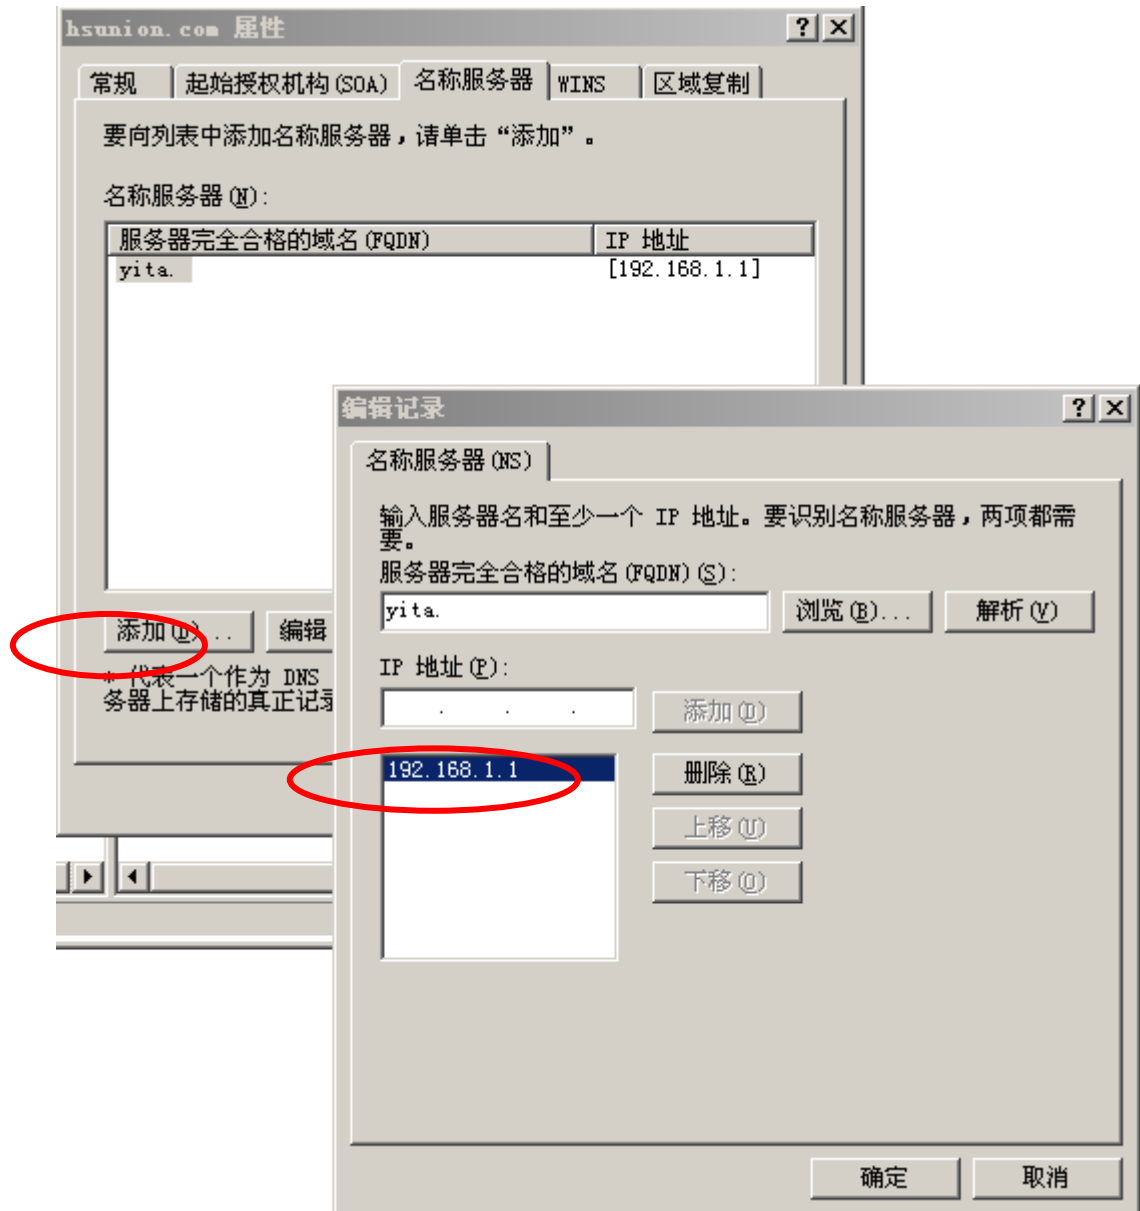 hsunion.com 属性
常规
起始授权机构(SOA)
名称服务器
WINS
区域复制
要向列表中添加名称服务器，请单击“添加”。
名称服务器(N):
服务器完全合格的域名(FQDN)
IP 地址
yita.
[192.168.1.1]
添加(D)...
编辑
* 代表一个作为 DNS
务器上存储的真正记录
编辑记录
名称服务器(NS)
输入服务器名和至少一个 IP 地址。要识别名称服务器，两项都需
要。
服务器完全合格的域名(FQDN)(S):
yita.
浏览(B)...
解析(V)
IP 地址(P):
. . .
添加(D)
192.168.1.1
删除(R)
上移(U)
下移(O)
确定
取消